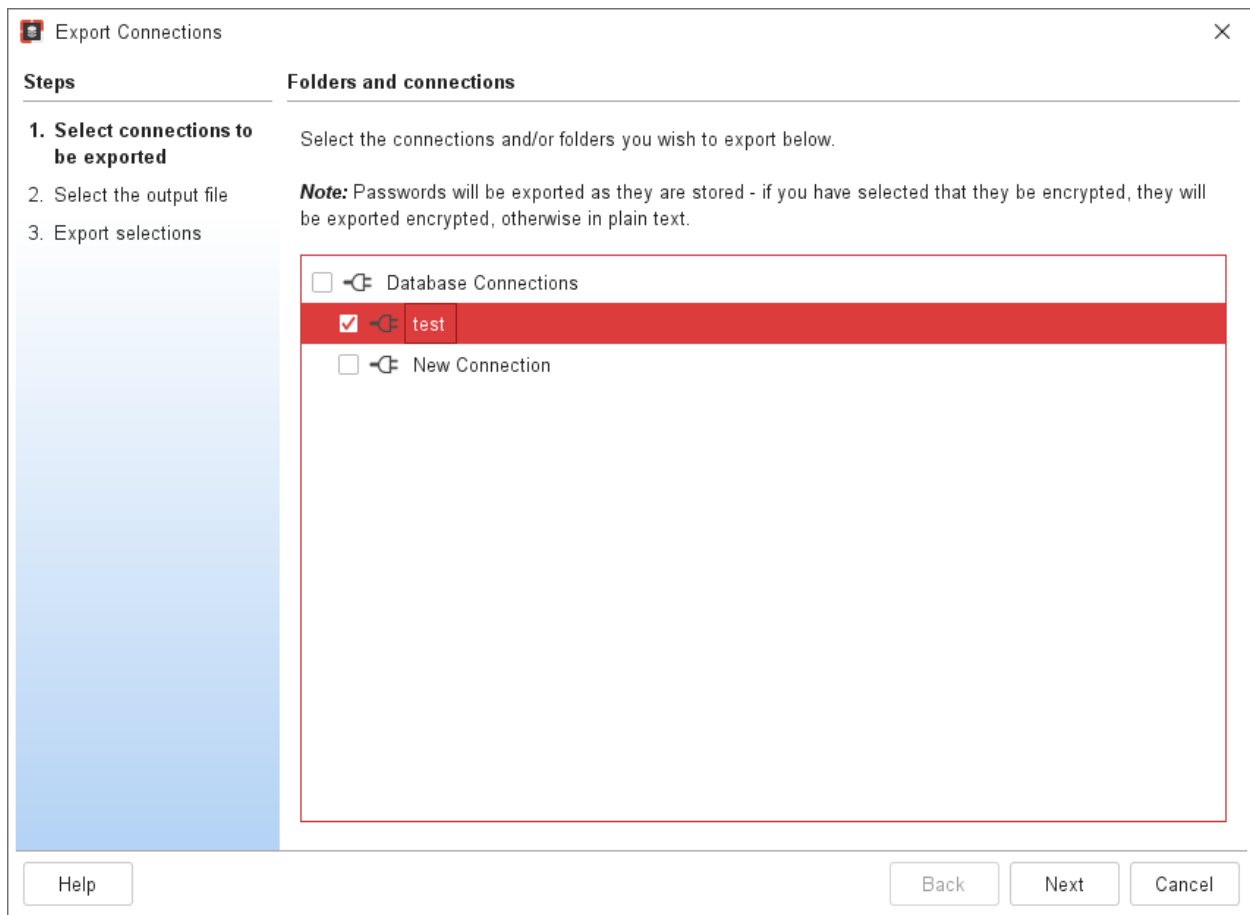 Export Connections
Steps
Folders and connections
1. Select connections to
be exported
2. Select the output file
3. Export selections
Select the connections and/or folders you wish to export below.
Note: Passwords will be exported as they are stored - if you have selected that they be encrypted, they will
be exported encrypted, otherwise in plain text.
Database Connections
test
New Connection
Help
Back
Next
Cancel